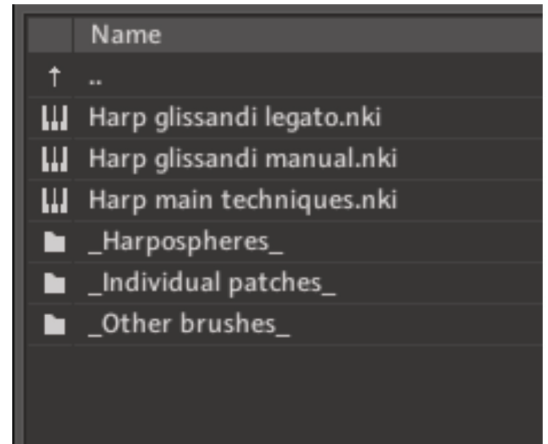 Name
↑ ..
Harp glissandi legato.nki
Harp glissandi manual.nki
Harp main techniques.nki
_Harpospheres_
_Individual patches_
_Other brushes_